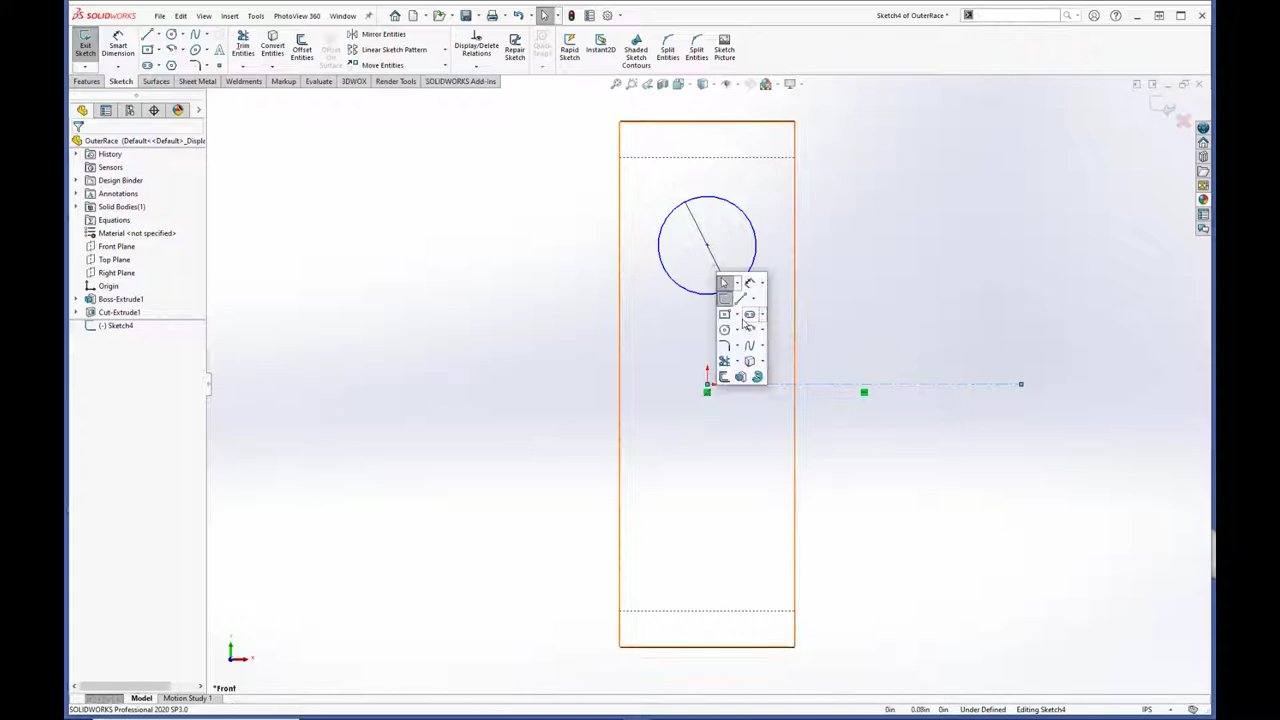 SOLIDWORKS File Edit View Insert Tools PhotoView 360 Window Sketch4 of OuterRace *
Exit Sketch
Smart Dimension
Trim Entities
Convert Entities
Offset Entities
Offset On Surface
Mirror Entities
Linear Sketch Pattern
Move Entities
Display/Delete Relations
Repair Sketch
Quick Snaps
Rapid Sketch
Instant2D
Shaded Sketch Contours
Split Entities
Split Entities
Sketch Picture
Features Sketch Surfaces Sheet Metal Weldments Markup Evaluate 3DWOX Render Tools SOLIDWORKS Add-Ins
OuterRace (Default<<Default>_Displa
History
Sensors
Design Binder
Annotations
Solid Bodies(1)
Equations
Material <not specified>
Front Plane
Top Plane
Right Plane
Origin
Boss-Extrude1
Cut-Extrude1
(-) Sketch4
*Front
Model Motion Study 1
SOLIDWORKS Professional 2020 SP3.0 0in 0.08in 0in Under Defined Editing Sketch4 IPS